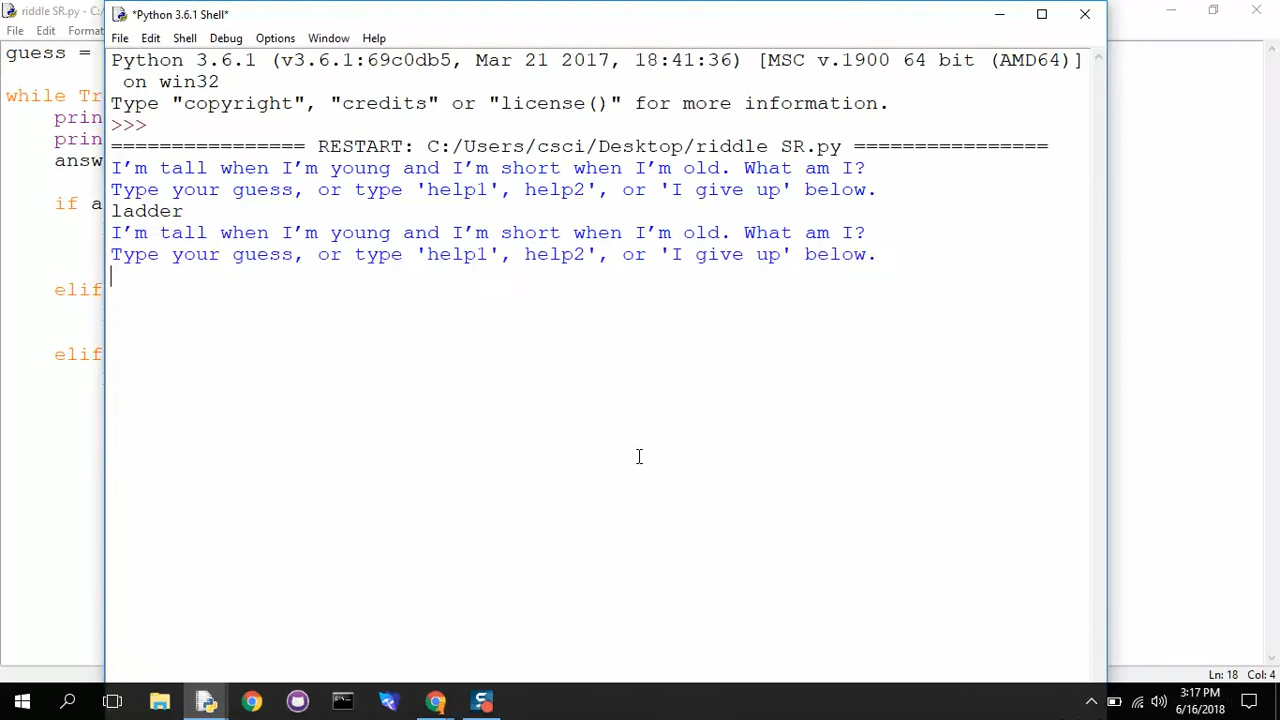 riddle SR.py - C:/
*Python 3.6.1 Shell*
File Edit Format
File Edit Shell Debug Options Window Help
guess =
while Tr
prin
prin
answ
if a
elif
elif
Python 3.6.1 (v3.6.1:69c0db5, Mar 21 2017, 18:41:36) [MSC v.1900 64 bit (AMD64)]
on win32
Type "copyright", "credits" or "license()" for more information.
>>>
================ RESTART: C:/Users/csci/Desktop/riddle SR.py ================
I’m tall when I’m young and I’m short when I’m old. What am I?
Type your guess, or type 'help1', help2', or 'I give up' below.
ladder
I’m tall when I’m young and I’m short when I’m old. What am I?
Type your guess, or type 'help1', help2', or 'I give up' below.
Ln: 18 Col: 4
3:17 PM
6/16/2018